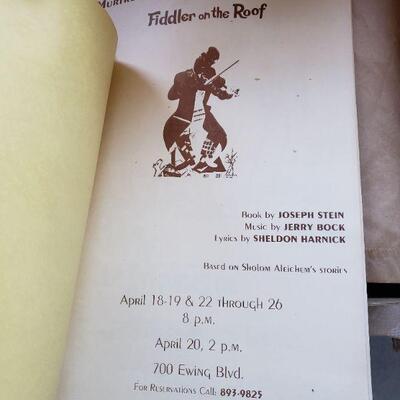 Fiddler on the Roof
Book by JOSEPH STEIN
Music by JERRY BOCK
Lyrics by SHELDON HARNICK
Based on Sholom Aleichem's stories
April 18-19 & 22 through 26
8 p.m.
April 20, 2 p.m.
700 Ewing Blvd.
For Reservations Call: 893-9825